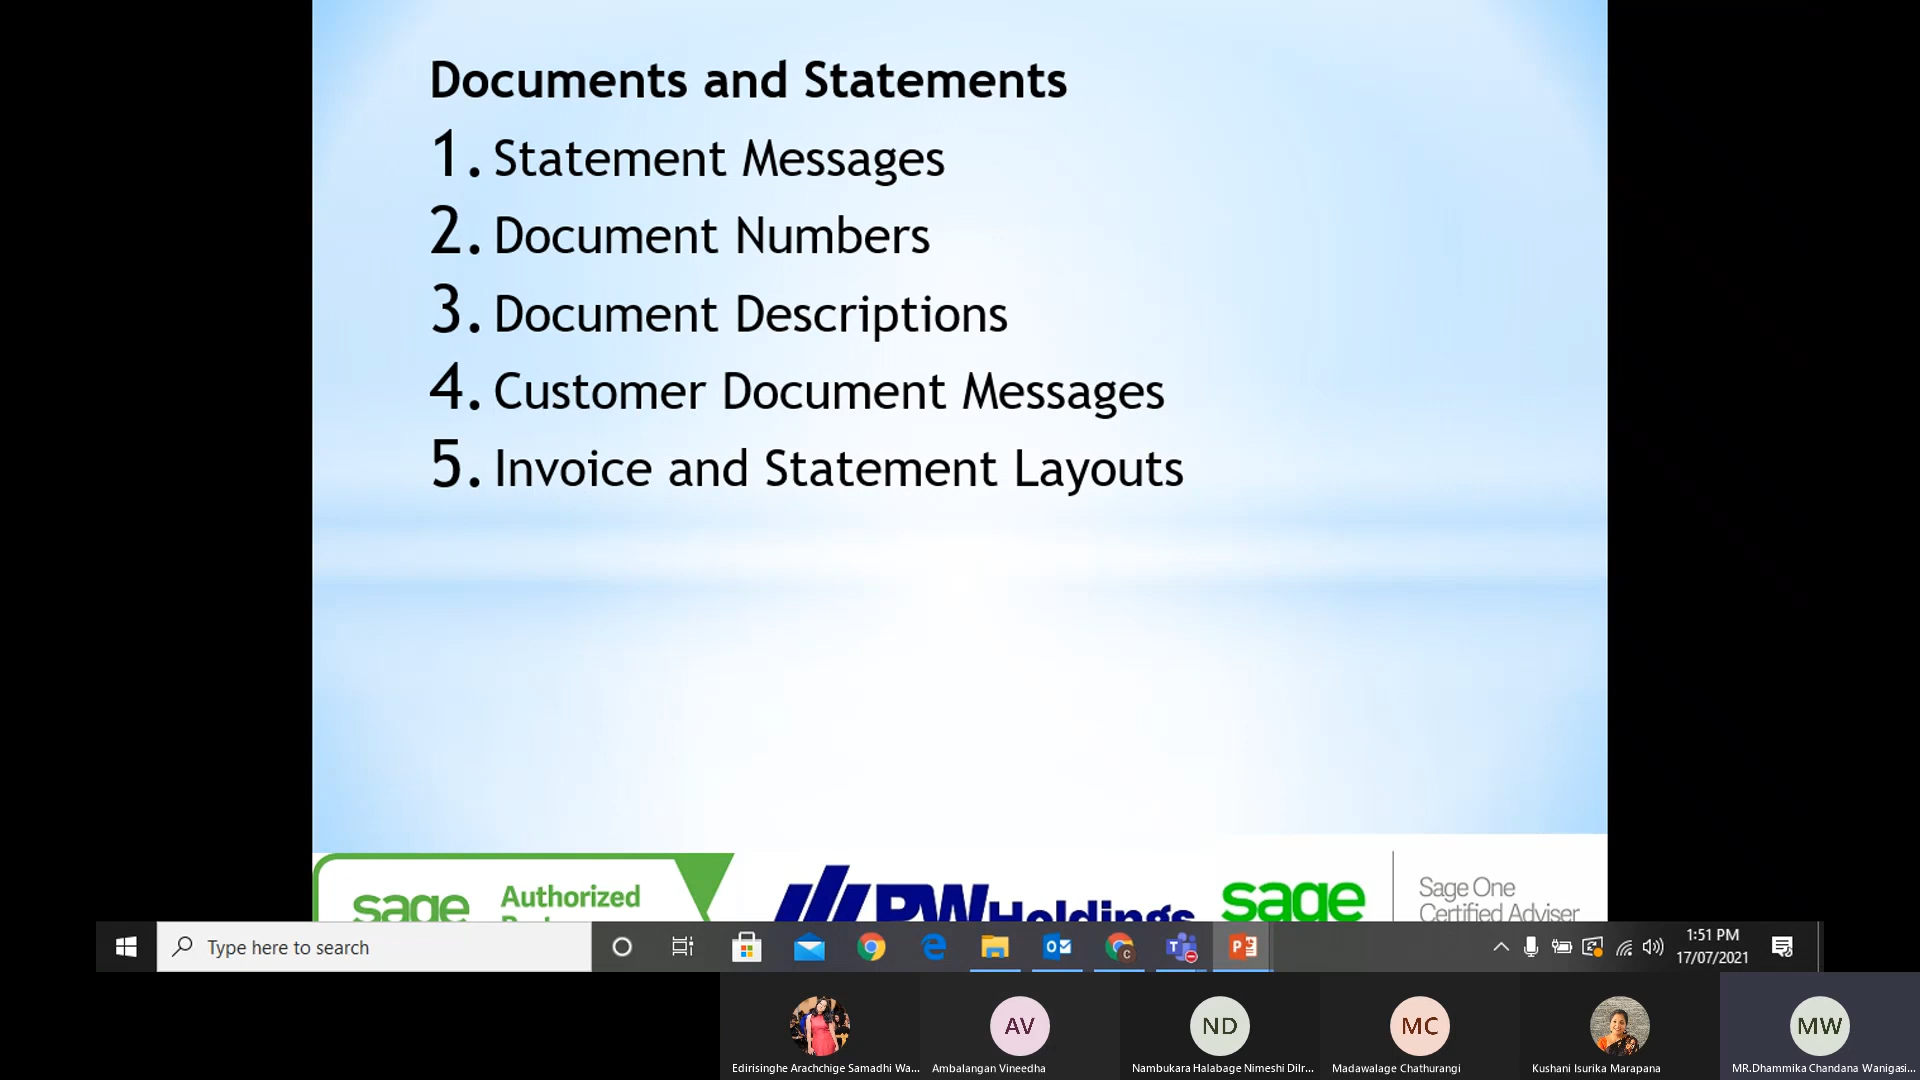 Documents and Statements
1. Statement Messages
2. Document Numbers
3. Document Descriptions
4. Customer Document Messages
5. Invoice and Statement Layouts
sage Authorized
PW Holdings
sage
Sage One
Certified Adviser
Type here to search
1:51 PM
17/07/2021
AV
ND
MC
MW
Edirisinghe Arachchige Samadhi Wa...
Ambalangan Vineedha
Nambukara Halabage Nimeshi Dilr...
Madawalage Chathurangi
Kushani Isurika Marapana
MR.Dhammika Chandana Wanigasi...